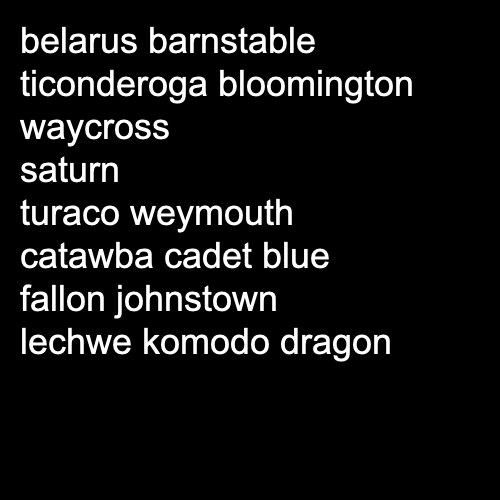 belarus barnstable
ticonderoga bloomington
waycross
saturn
turaco weymouth
catawba cadet blue
fallon johnstown
lechwe komodo dragon